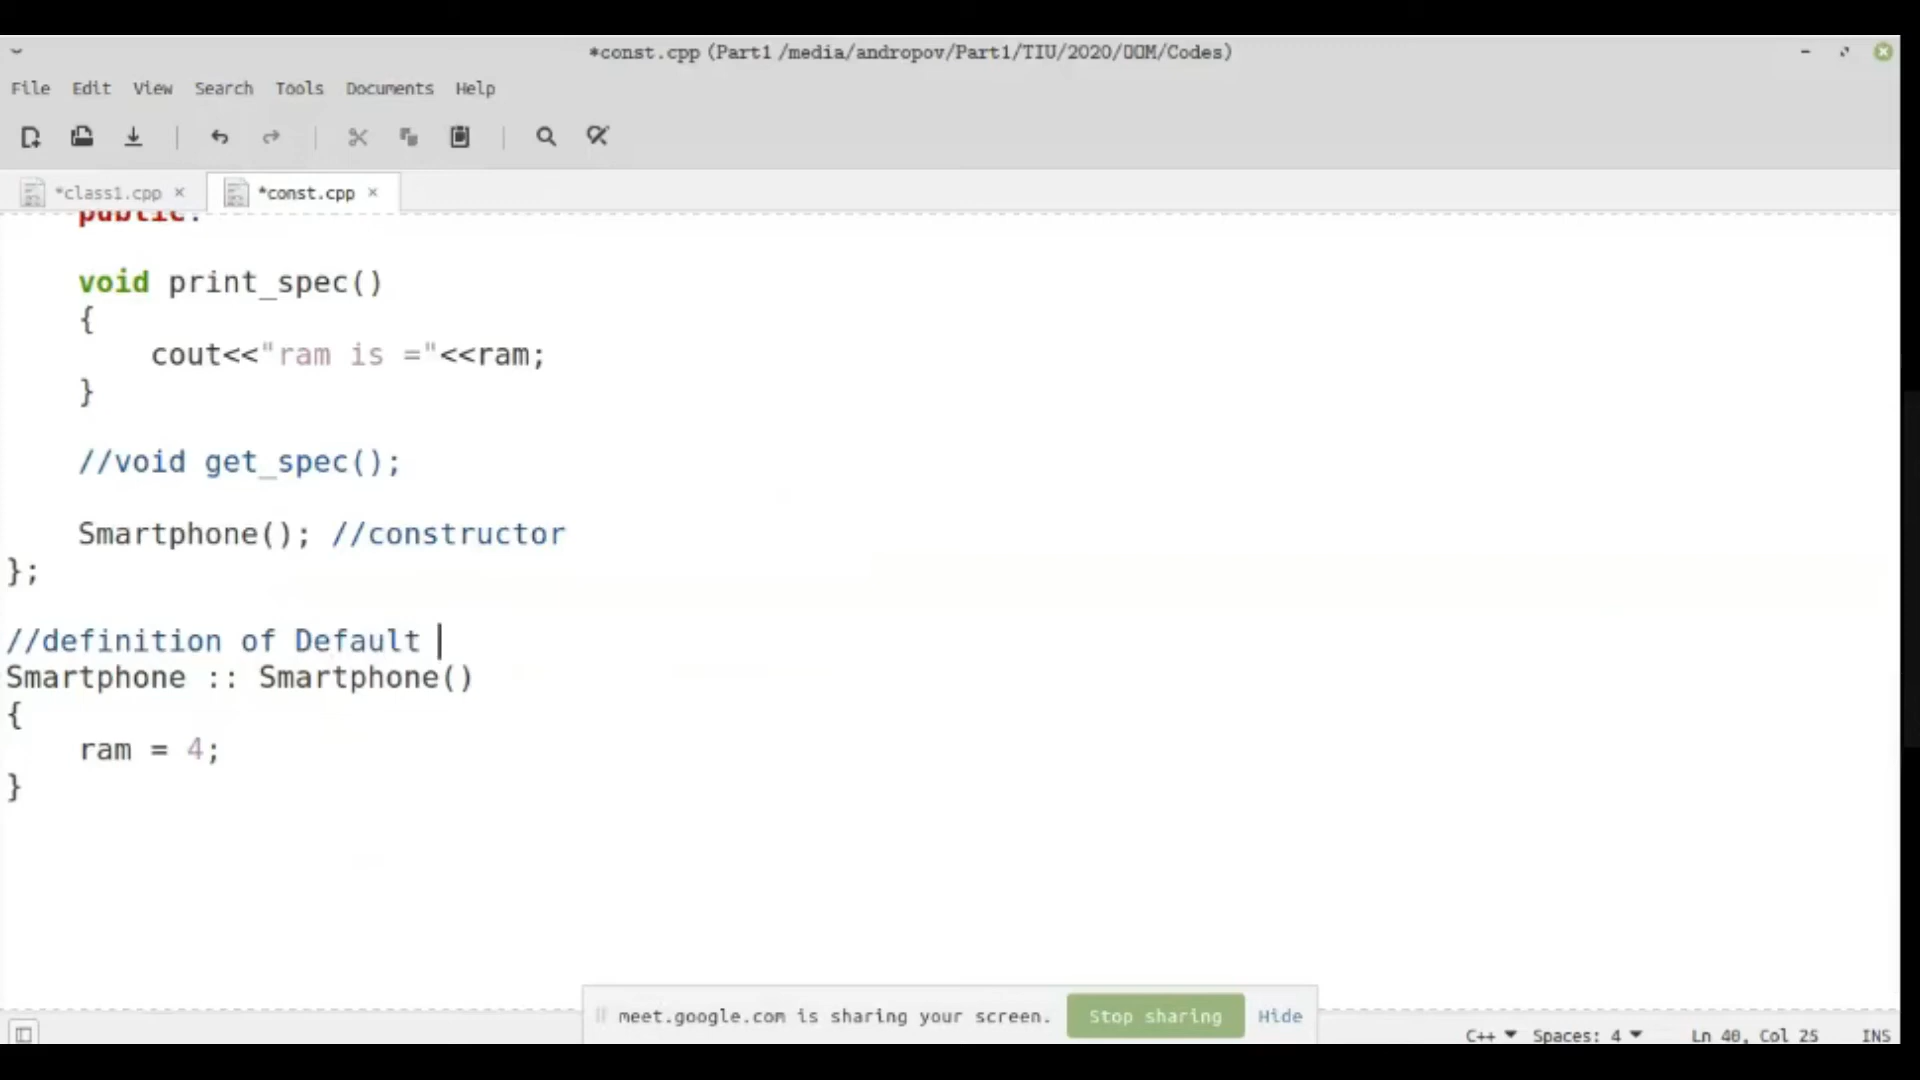 *const.cpp (Part1 /media/andropov/Part1/TIU/2020/OOM/Codes)
File Edit View Search Tools Documents Help
*class1.cpp × *const.cpp ×
public:
void print_spec()
{
cout<<"ram is ="<<ram;
}
//void get_spec();
Smartphone(); //constructor
};
//definition of Default
Smartphone :: Smartphone()
{
ram = 4;
}
meet.google.com is sharing your screen. Stop sharing Hide
C++ Spaces: 4 Ln 40, Col 25 INS